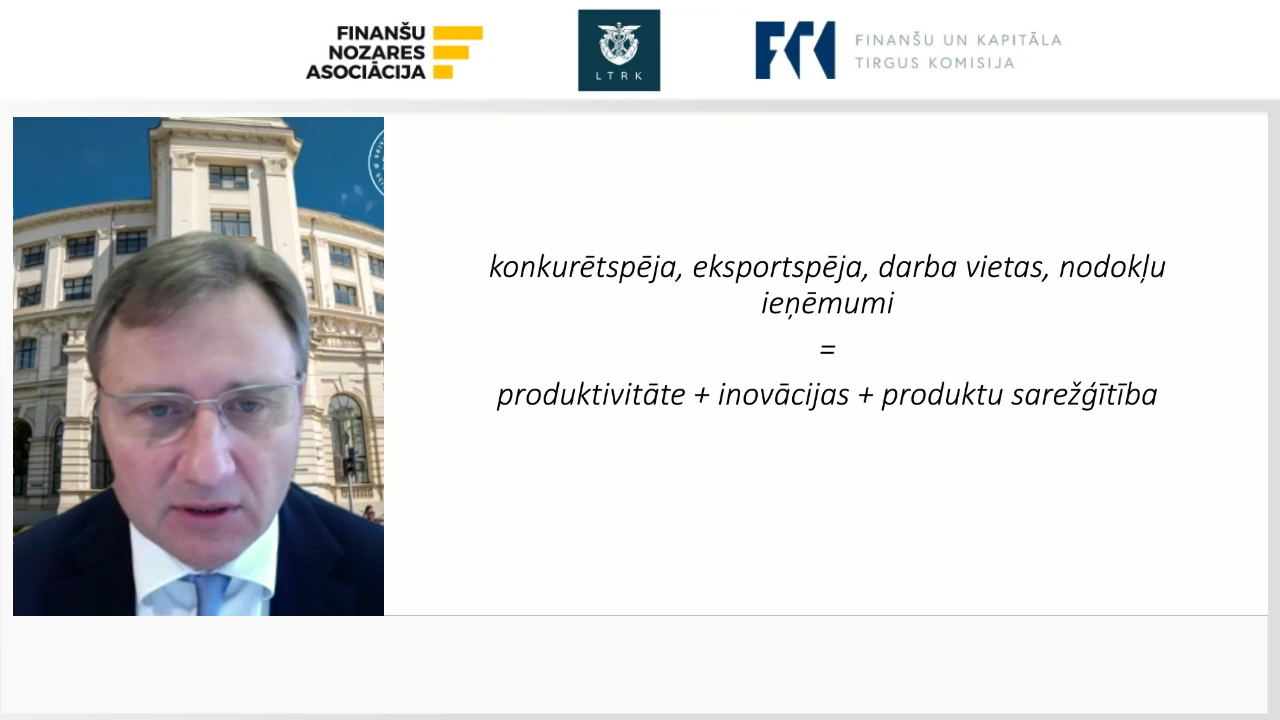 FINANŠU
NOZARES
ASOCIĀCIJA
LTRK
FINANŠU UN KAPITĀLA
TIRGUS KOMISIJA
konkurētspēja, eksportspēja, darba vietas, nodokļu
ieņēmumi
=
produktivitāte + inovācijas + produktu sarežģītība